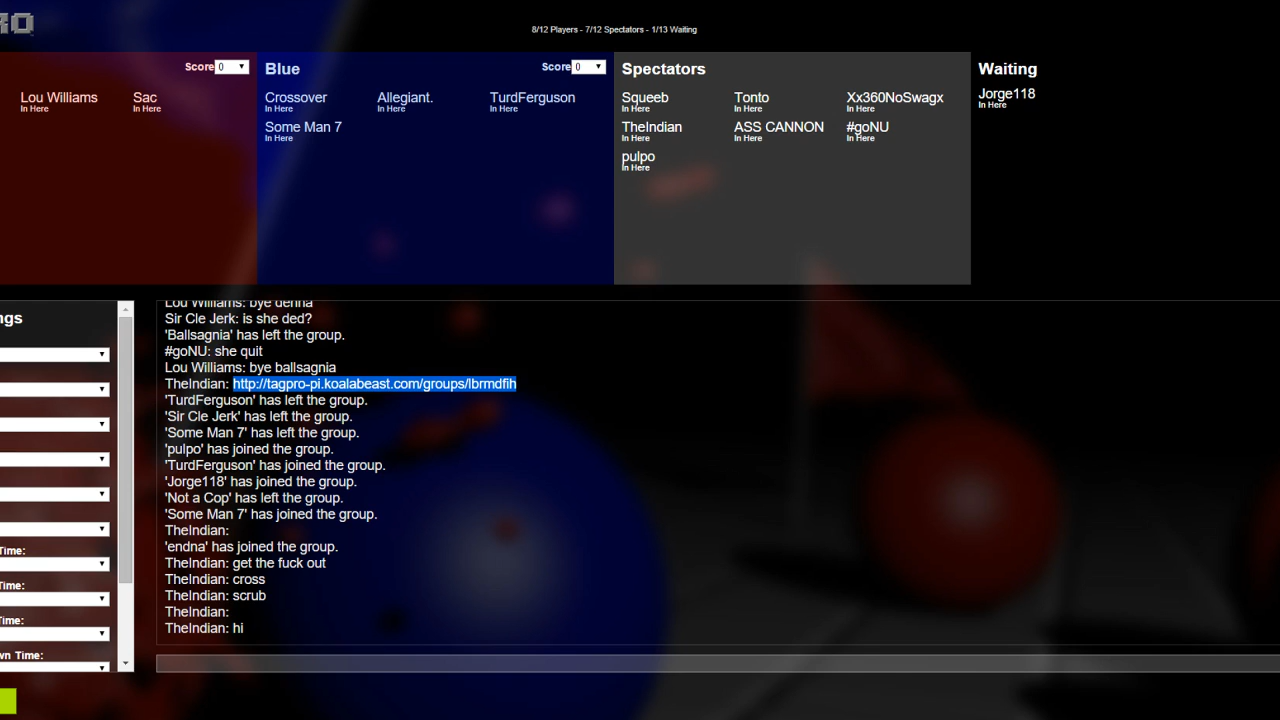 RO
8/12 Players - 7/12 Spectators - 1/13 Waiting
Score 0
Lou Williams
In Here
Sac
In Here
Blue
Score 0
Crossover
In Here
Allegiant.
In Here
TurdFerguson
In Here
Some Man 7
In Here
Spectators
Squeeb
In Here
Tonto
In Here
Xx360NoSwagx
In Here
TheIndian
In Here
ASS CANNON
In Here
#goNU
In Here
pulpo
In Here
Waiting
Jorge118
In Here
ngs
Time:
Time:
Time:
wn Time:
Lou Williams: bye denna
Sir Cle Jerk: is she ded?
'Ballsagnia' has left the group.
#goNU: she quit
Lou Williams: bye ballsagnia
TheIndian: http://tagpro-pi.koalabeast.com/groups/lbrmdfih
'TurdFerguson' has left the group.
'Sir Cle Jerk' has left the group.
'Some Man 7' has left the group.
'pulpo' has joined the group.
'TurdFerguson' has joined the group.
'Jorge118' has joined the group.
'Not a Cop' has left the group.
'Some Man 7' has joined the group.
TheIndian:
'endna' has joined the group.
TheIndian: get the fuck out
TheIndian: cross
TheIndian: scrub
TheIndian:
TheIndian: hi